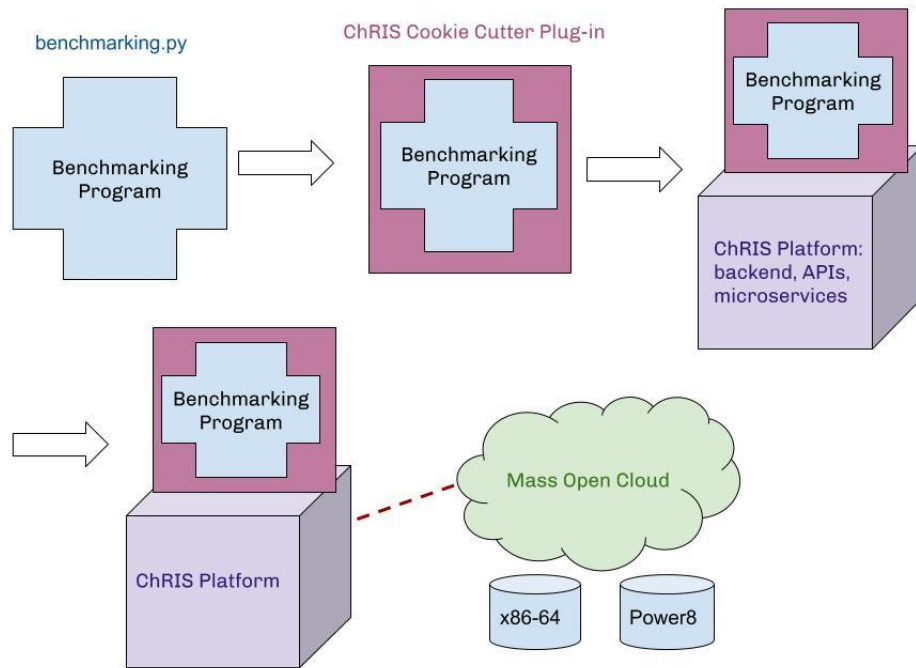 benchmarking.py
Benchmarking
Program
ChRIS Cookie Cutter Plug-in
Benchmarking
Program
Benchmarking
Program
ChRIS Platform:
backend, APIs,
microservices
Benchmarking
Program
ChRIS Platform
Mass Open Cloud
x86-64
Power8